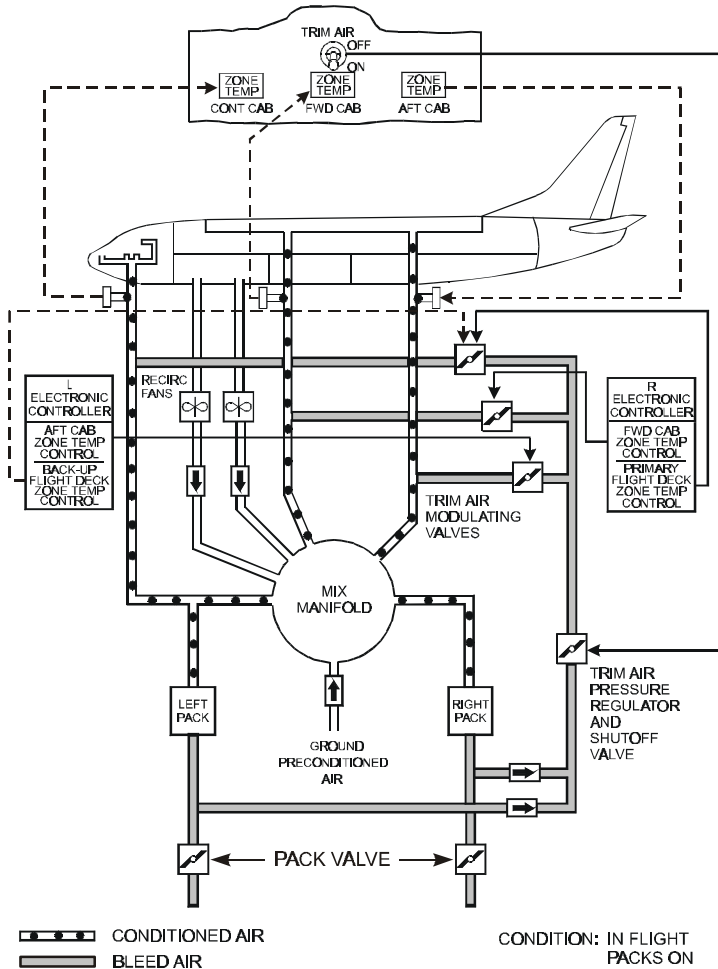 TRIM AIR
OFF
ON
ZONE
TEMP
CONT CAB
ZONE
TEMP
FWD CAB
ZONE
TEMP
AFT CAB
RECIRC
FANS
L
ELECTRONIC
CONTROLLER
AFT CAB
ZONE TEMP
CONTROL
BACK-UP
FLIGHT DECK
ZONE TEMP
CONTROL
R
ELECTRONIC
CONTROLLER
FWD CAB
ZONE TEMP
CONTROL
PRIMARY
FLIGHT DECK
ZONE TEMP
CONTROL
TRIM AIR
MODULATING
VALVES
MIX
MANIFOLD
LEFT
PACK
RIGHT
PACK
GROUND
PRECONDITIONED
AIR
TRIM AIR
PRESSURE
REGULATOR
AND
SHUTOFF
VALVE
PACK VALVE
CONDITIONED AIR
BLEED AIR
CONDITION: IN FLIGHT
PACKS ON